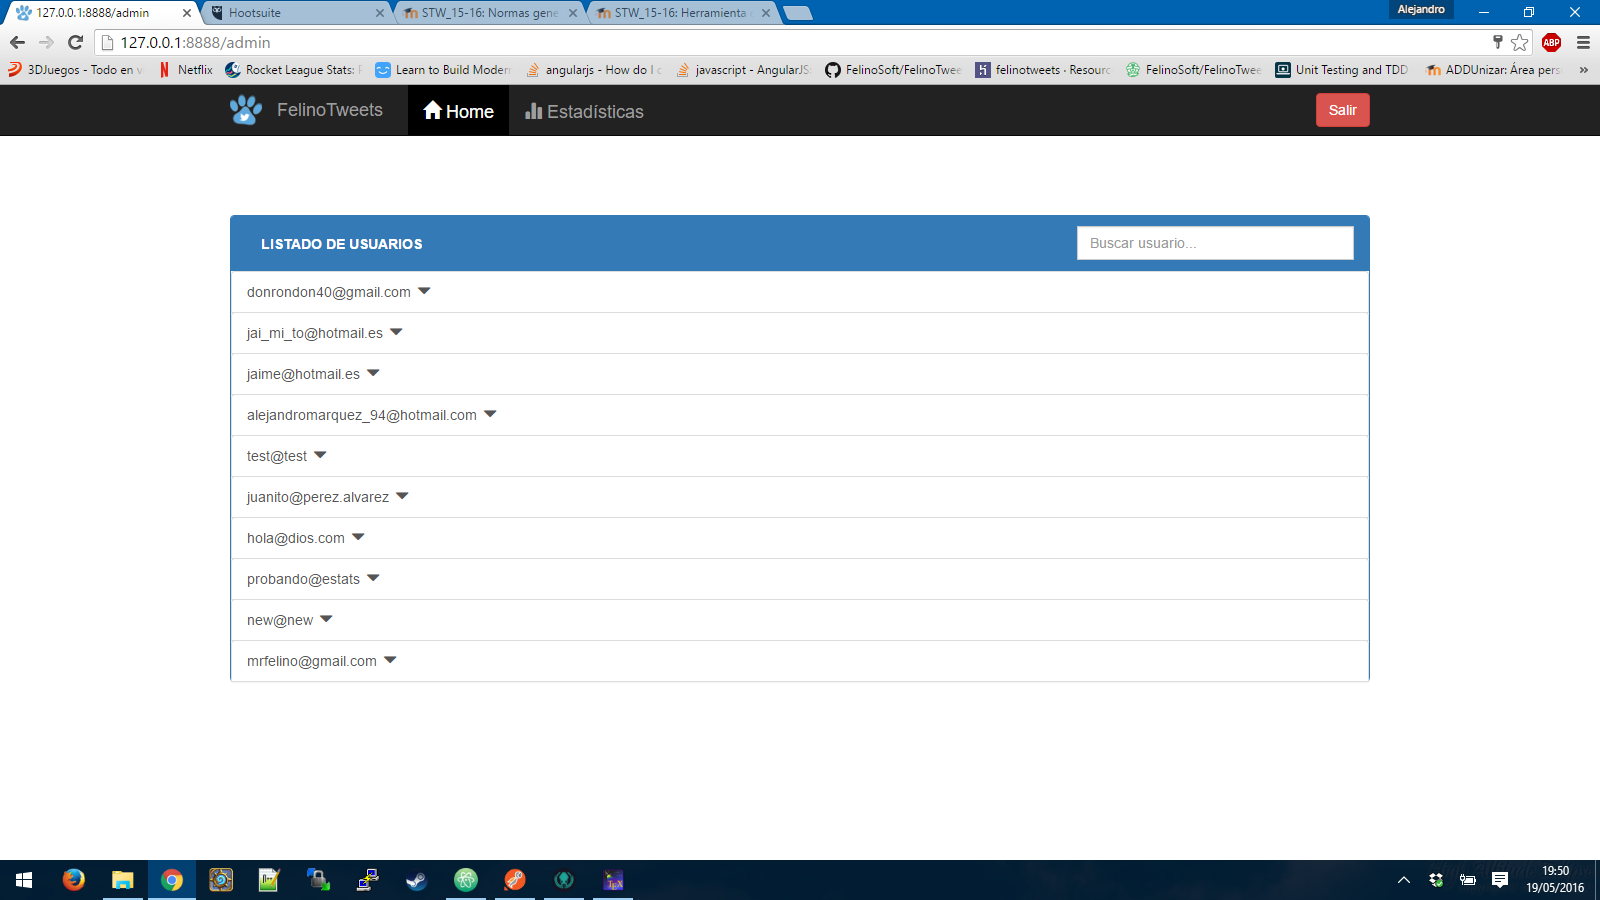 127.0.0.1:8888/admin
Hootsuite
STW_15-16: Normas gene
STW_15-16: Herramienta
Alejandro
127.0.0.1:8888/admin
ABP
3DJuegos - Todo en v
Netflix
Rocket League Stats:
Learn to Build Modern
angularjs - How do I c
javascript - AngularJS
FelinoSoft/FelinoTwee
felinotweets · Resourc
FelinoSoft/FelinoTwee
Unit Testing and TDD
ADDUnizar: Área pers
»
FelinoTweets
Home
Estadísticas
Salir
LISTADO DE USUARIOS
Buscar usuario...
donrondon40@gmail.com
jai_mi_to@hotmail.es
jaime@hotmail.es
alejandromarquez_94@hotmail.com
test@test
juanito@perez.alvarez
hola@dios.com
probando@estats
new@new
mrfelino@gmail.com
19:50
19/05/2016